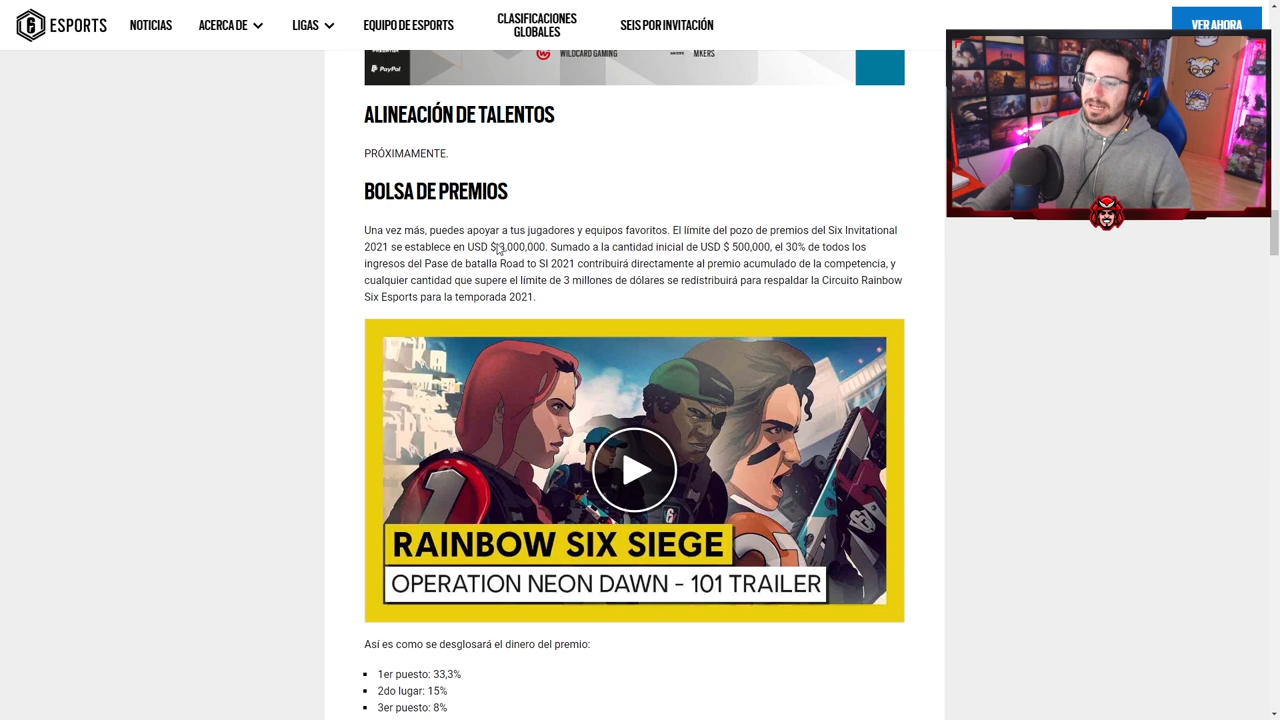 ESPORTS NOTICIAS ACERCA DE LIGAS EQUIPO DE ESPORTS CLASIFICACIONES GLOBALES SEIS POR INVITACIÓN VER AHORA
PayPal
WILDCARD GAMING MKERS
ALINEACIÓN DE TALENTOS
PRÓXIMAMENTE.
BOLSA DE PREMIOS
Una vez más, puedes apoyar a tus jugadores y equipos favoritos. El límite del pozo de premios del Six Invitational
2021 se establece en USD $ 3,000,000. Sumado a la cantidad inicial de USD $ 500,000, el 30% de todos los
ingresos del Pase de batalla Road to SI 2021 contribuirá directamente al premio acumulado de la competencia, y
cualquier cantidad que supere el límite de 3 millones de dólares se redistribuirá para respaldar la Circuito Rainbow
Six Esports para la temporada 2021.
RAINBOW SIX SIEGE
OPERATION NEON DAWN - 101 TRAILER
Así es como se desglosará el dinero del premio:
▪ 1er puesto: 33,3%
▪ 2do lugar: 15%
▪ 3er puesto: 8%